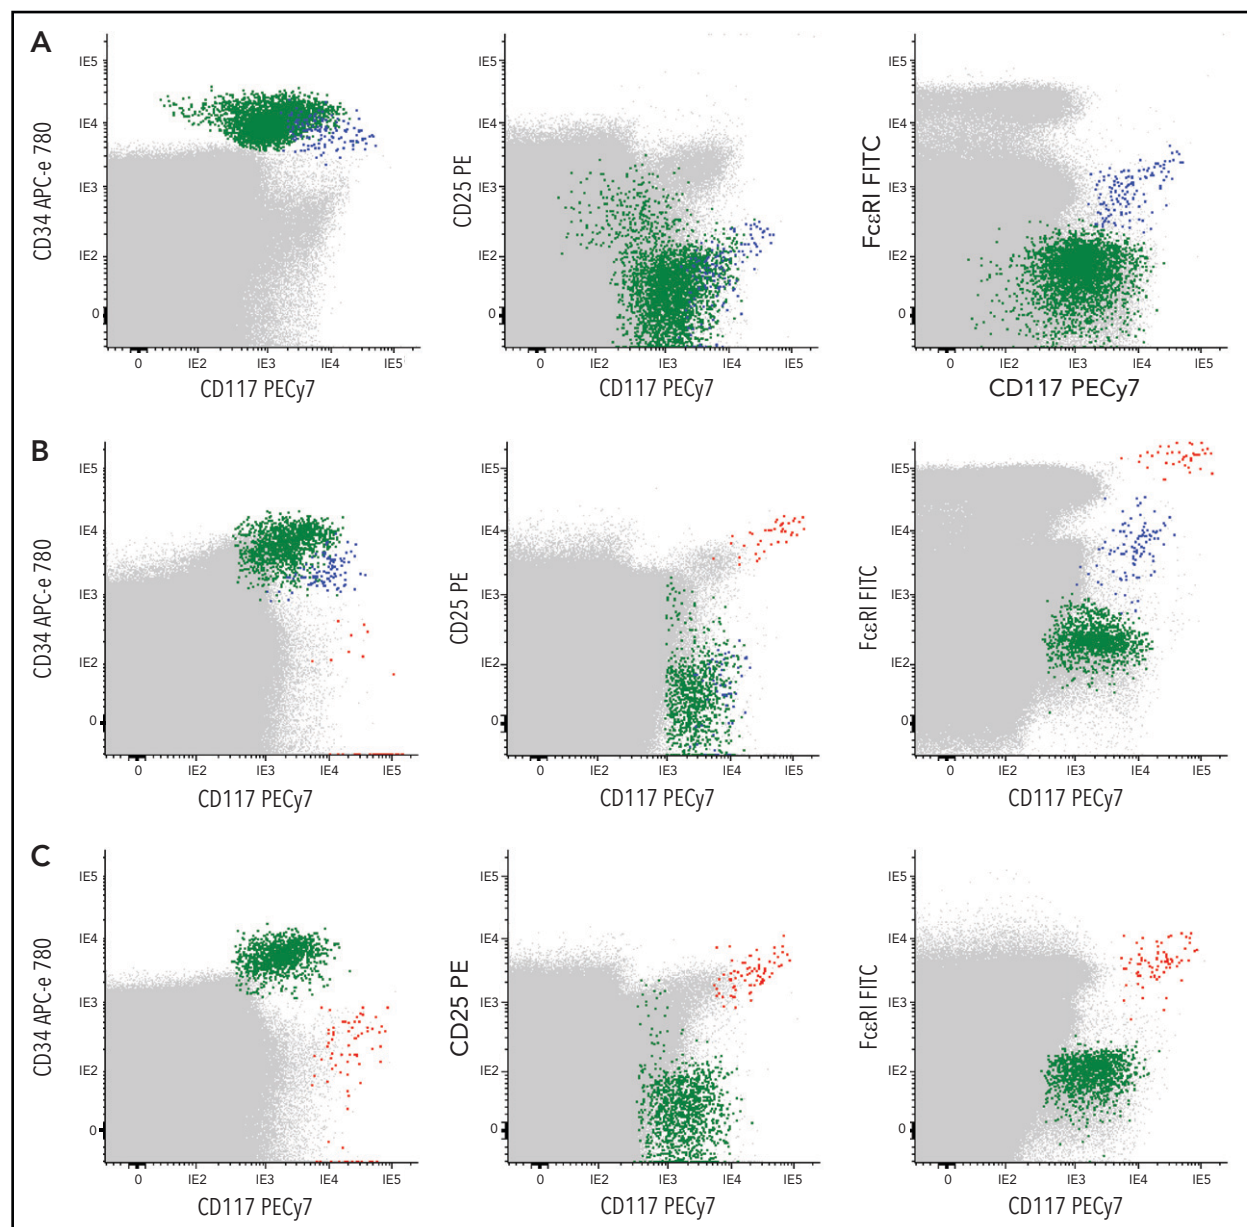 A
CD34 APC-e 780
IE5
IE4
IE3
IE2
0
0 IE2 IE3 IE4 IE5
CD117 PECy7
CD25 PE
IE5
IE4
IE3
IE2
0
0 IE2 IE3 IE4 IE5
CD117 PECy7
FcεRI FITC
IE5
IE4
IE3
IE2
0
0 IE2 IE3 IE4 IE5
CD117 PECy7
B
CD34 APC-e 780
IE5
IE4
IE3
IE2
0
0 IE2 IE3 IE4 IE5
CD117 PECy7
CD25 PE
IE5
IE4
IE3
IE2
0
0 IE2 IE3 IE4 IE5
CD117 PECy7
FcεRI FITC
IE5
IE4
IE3
IE2
0
0 IE2 IE3 IE4 IE5
CD117 PECy7
C
CD34 APC-e 780
IE5
IE4
IE3
IE2
0
0 IE2 IE3 IE4 IE5
CD117 PECy7
CD25 PE
IE5
IE4
IE3
IE2
0
0 IE2 IE3 IE4 IE5
CD117 PECy7
FcεRI FITC
IE5
IE4
IE3
IE2
0
0 IE2 IE3 IE4 IE5
CD117 PECy7